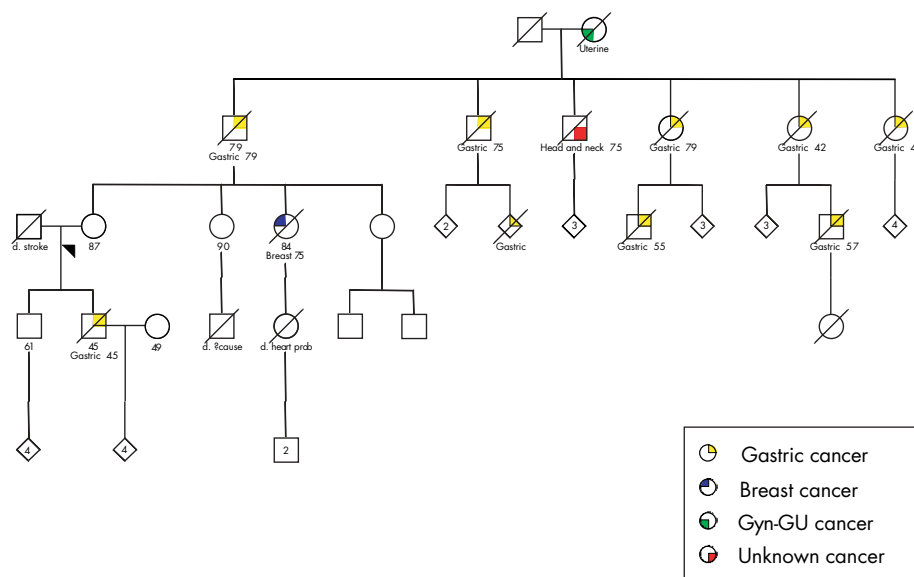 Uterine
79
Gastric 79
Gastric 75
Head and neck 75
Gastric 79
Gastric 42
Gastric 4
d. stroke
87
90
84
Breast 75
2
Gastric
3
Gastric 55
3
3
Gastric 57
4
61
45
Gastric 45
49
d. ?cause
d. heart prob
4
4
2
Gastric cancer
Breast cancer
Gyn-GU cancer
Unknown cancer